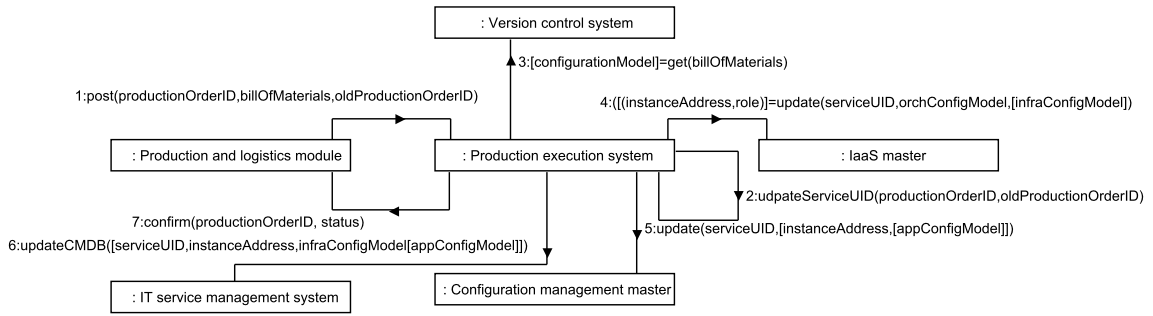 : Version control system
3:[configurationModel]=get(billOfMaterials)
1:post(productionOrderID,billOfMaterials,oldProductionOrderID)
4:([(instanceAddress,role)]=update(serviceUID,orchConfigModel,[infraConfigModel])
: Production and logistics module
: Production execution system
: IaaS master
2:udpateServiceUID(productionOrderID,oldProductionOrderID)
7:confirm(productionOrderID, status)
5:update(serviceUID,[instanceAddress,[appConfigModel]])
6:updateCMDB([serviceUID,instanceAddress,infraConfigModel[appConfigModel]])
: IT service management system
: Configuration management master